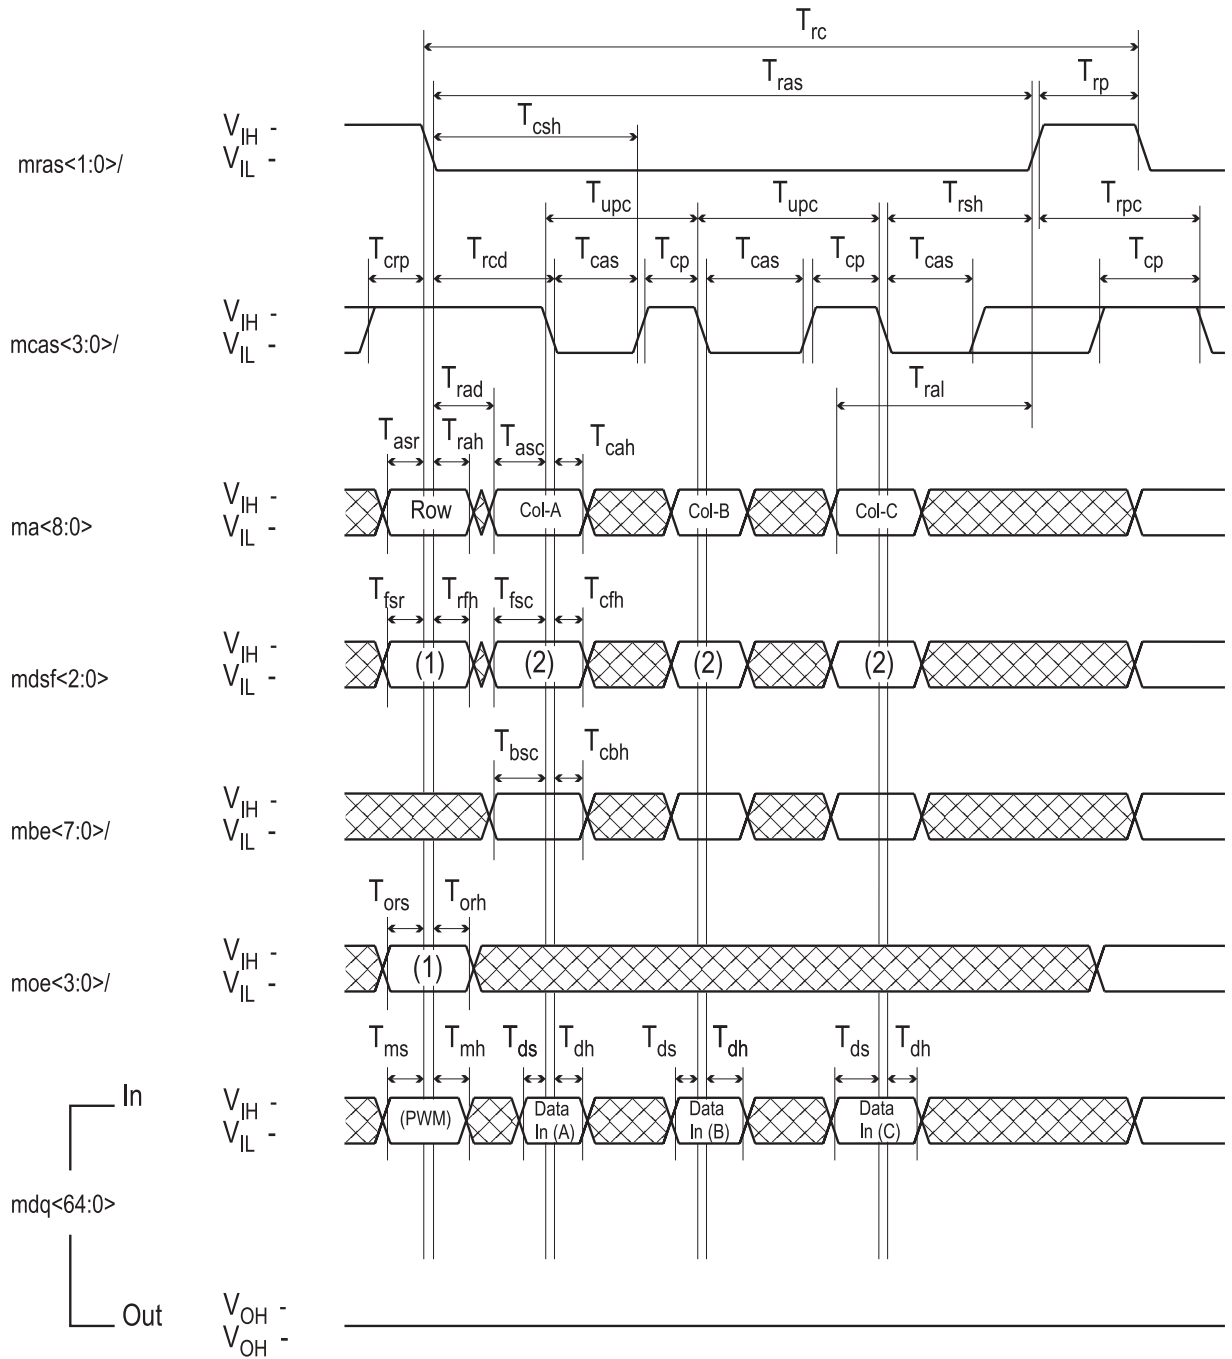 T_rc
T_ras T_rp
T_csh
mras<1:0>/ V_IH -
V_IL -
T_upc T_upc T_rsh T_rpc
T_crp T_rcd T_cas T_cp T_cas T_cp T_cas T_cp
mcas<3:0>/ V_IH -
V_IL -
T_rad T_ral
T_asr T_rah T_asc T_cah
ma<8:0> V_IH - Row Col-A Col-B Col-C
V_IL -
T_fsr T_rfh T_fsc T_cfh
mdsf<2:0> V_IH - (1) (2) (2) (2)
V_IL -
T_bsc T_cbh
mbe<7:0>/ V_IH -
V_IL -
T_ors T_orh
moe<3:0>/ V_IH - (1)
V_IL -
T_ms T_mh T_ds T_dh T_ds T_dh T_ds T_dh
In V_IH - (PWM) Data Data Data
V_IL - In (A) In (B) In (C)
mdq<64:0>
Out V_OH -
V_OH -